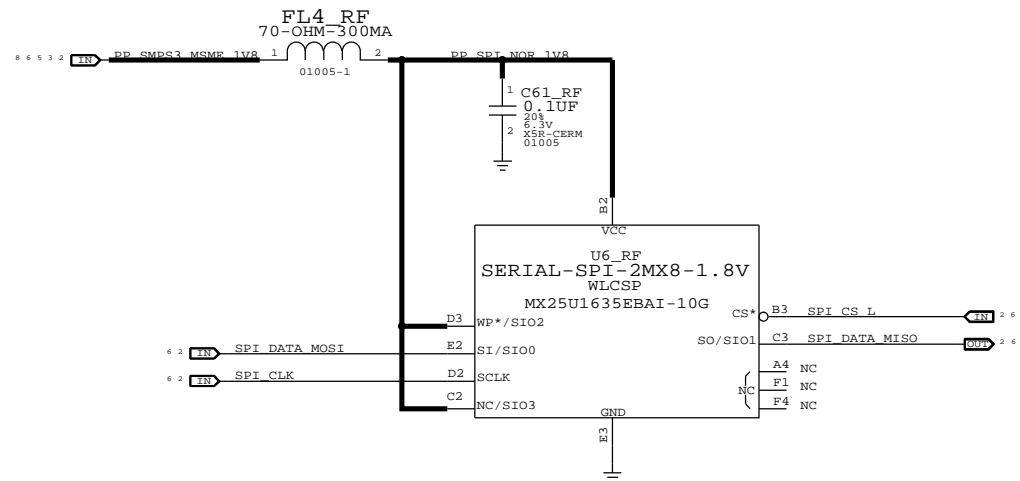 FL4_RF
70-OHM-300MA
8 6 5 3 2 IN PP_SMPS3_MSME_1V8 1 2 PP_SPI_NOR_1V8
01005-1
1 C61_RF
0.1UF
20%
6.3V
2 X5R-CERM
01005
B2
VCC
U6_RF
SERIAL-SPI-2MX8-1.8V
WLCSP
MX25U1635EBAI-10G
CS* B3 SPI_CS_L IN 2 6
D3 WP*/SIO2
SO/SIO1 C3 SPI_DATA_MISO OUT 2 6
6 2 IN SPI_DATA_MOSI E2 SI/SIO0
A4 NC
6 2 IN SPI_CLK D2 SCLK
NC F1 NC
C2 NC/SIO3
F4 NC
GND
E3